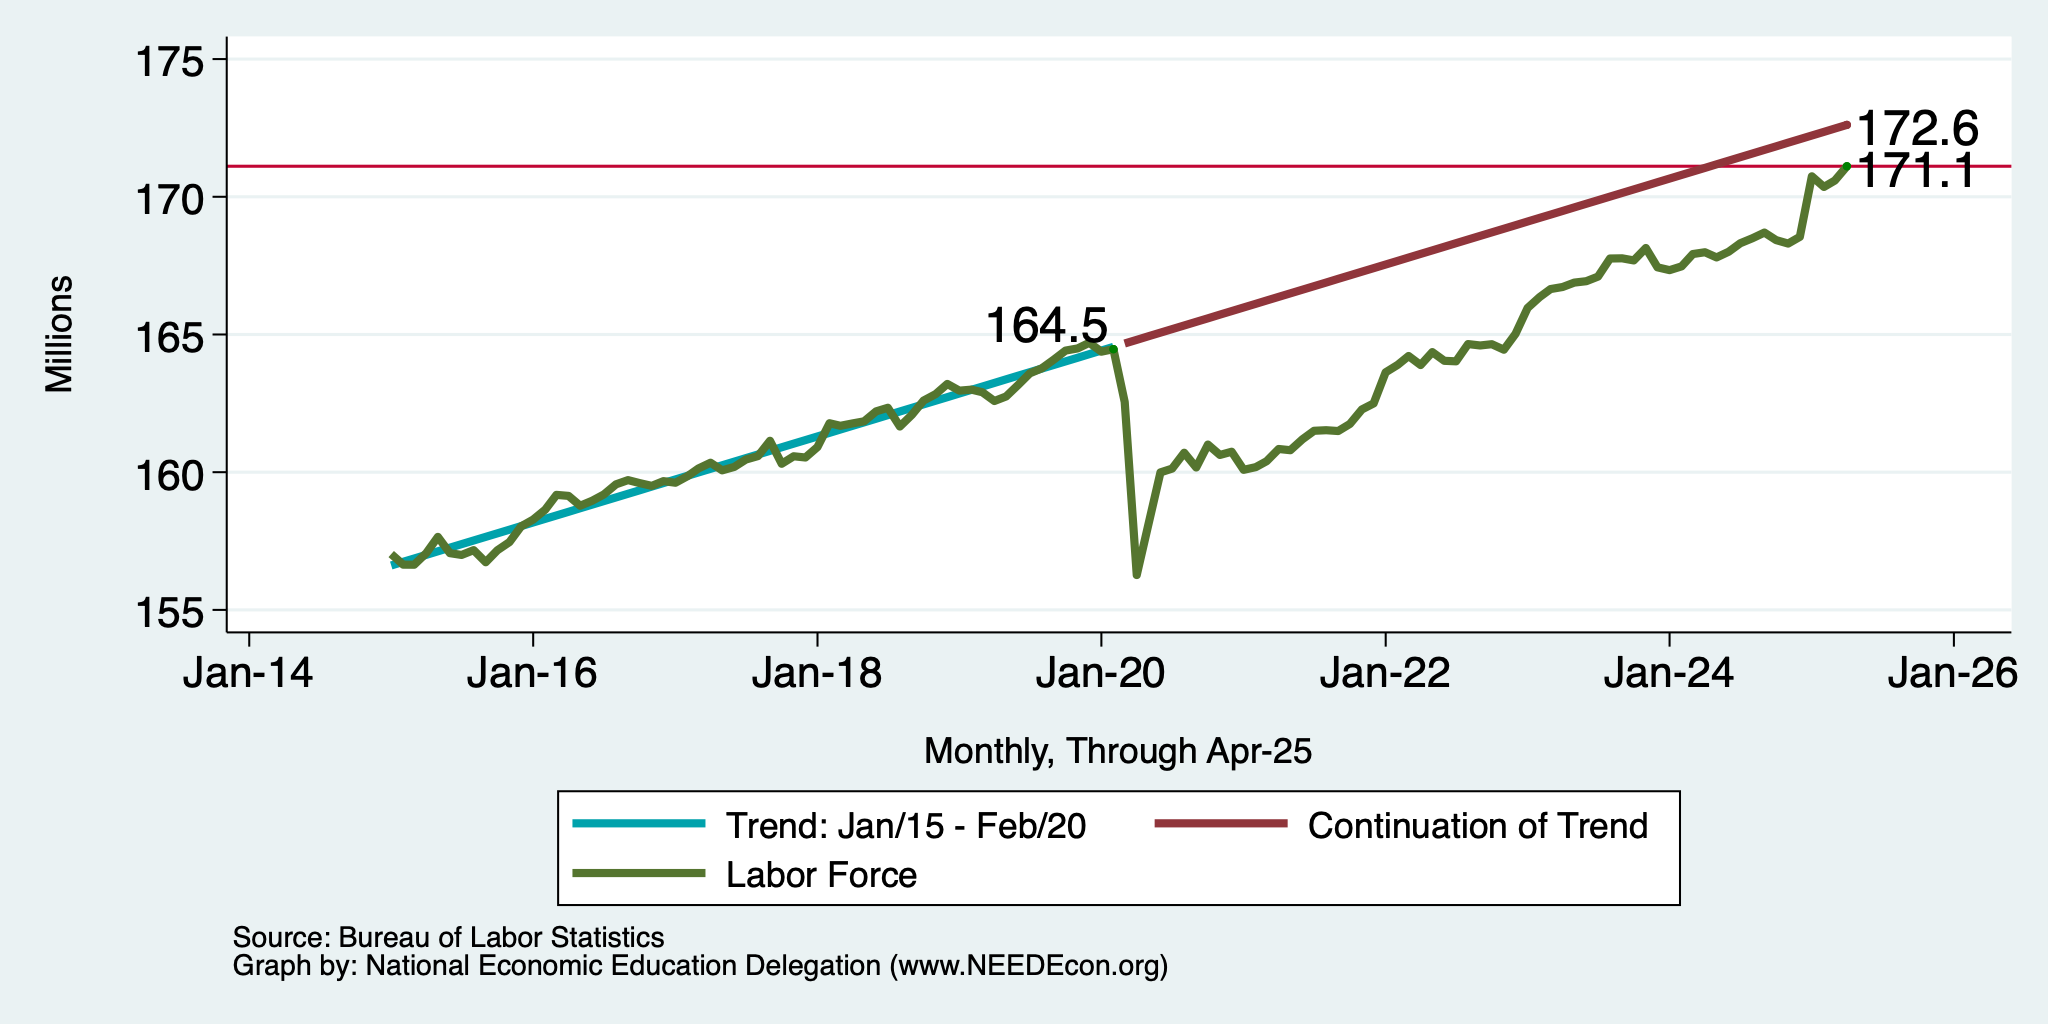 175
170
165
160
155
Millions
164.5
172.6
171.1
Jan-14 Jan-16 Jan-18 Jan-20 Jan-22 Jan-24 Jan-26
Monthly, Through Apr-25
Trend: Jan/15 - Feb/20 Continuation of Trend
Labor Force
Source: Bureau of Labor Statistics
Graph by: National Economic Education Delegation (www.NEEDEcon.org)